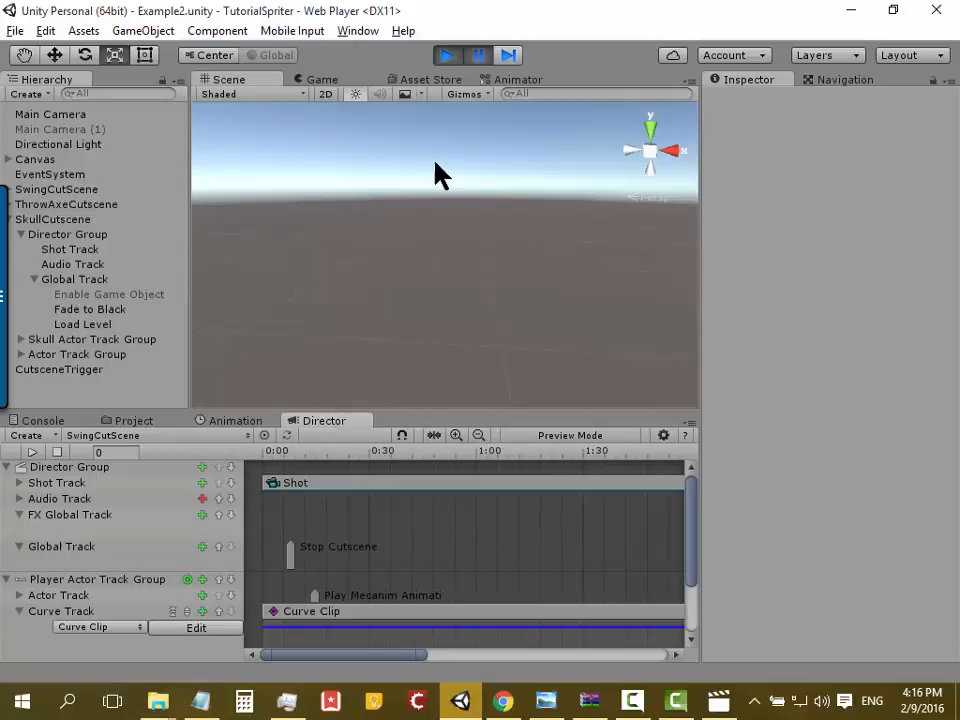 Unity Personal (64bit) - Example2.unity - TutorialSpriter - Web Player <DX11>
File Edit Assets GameObject Component Mobile Input Window Help
Center Global Account Layers Layout
Hierarchy Scene Game Asset Store Animator Inspector Navigation
Create All Shaded 2D Gizmos All
Main Camera
Main Camera (1)
Directional Light
Canvas
EventSystem
SwingCutScene
ThrowAxeCutscene
SkullCutscene
Director Group
Shot Track
Audio Track
Global Track
Enable Game Object
Fade to Black
Load Level
Skull Actor Track Group
Actor Track Group
CutsceneTrigger
y
x
Persp
Console Project Animation Director
Create SwingCutScene Preview Mode ?
0 0:00 0:30 1:00 1:30
Director Group
Shot Track Shot
Audio Track
FX Global Track
Global Track Stop Cutscene
Player Actor Track Group
Actor Track Play Mecanim Animati
Curve Track Curve Clip
Curve Clip Edit
ENG
4:16 PM
2/9/2016